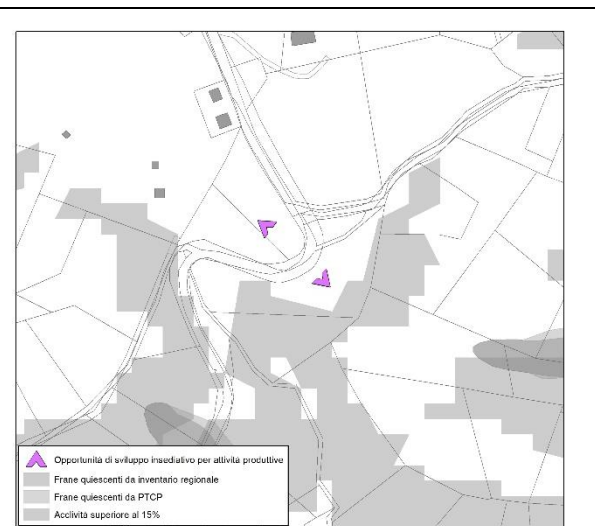 Opportunità di sviluppo insediativo per attività produttive
Frane quiescenti da inventario regionale
Frane quiescenti da PTCP
Acclività superiore al 15%